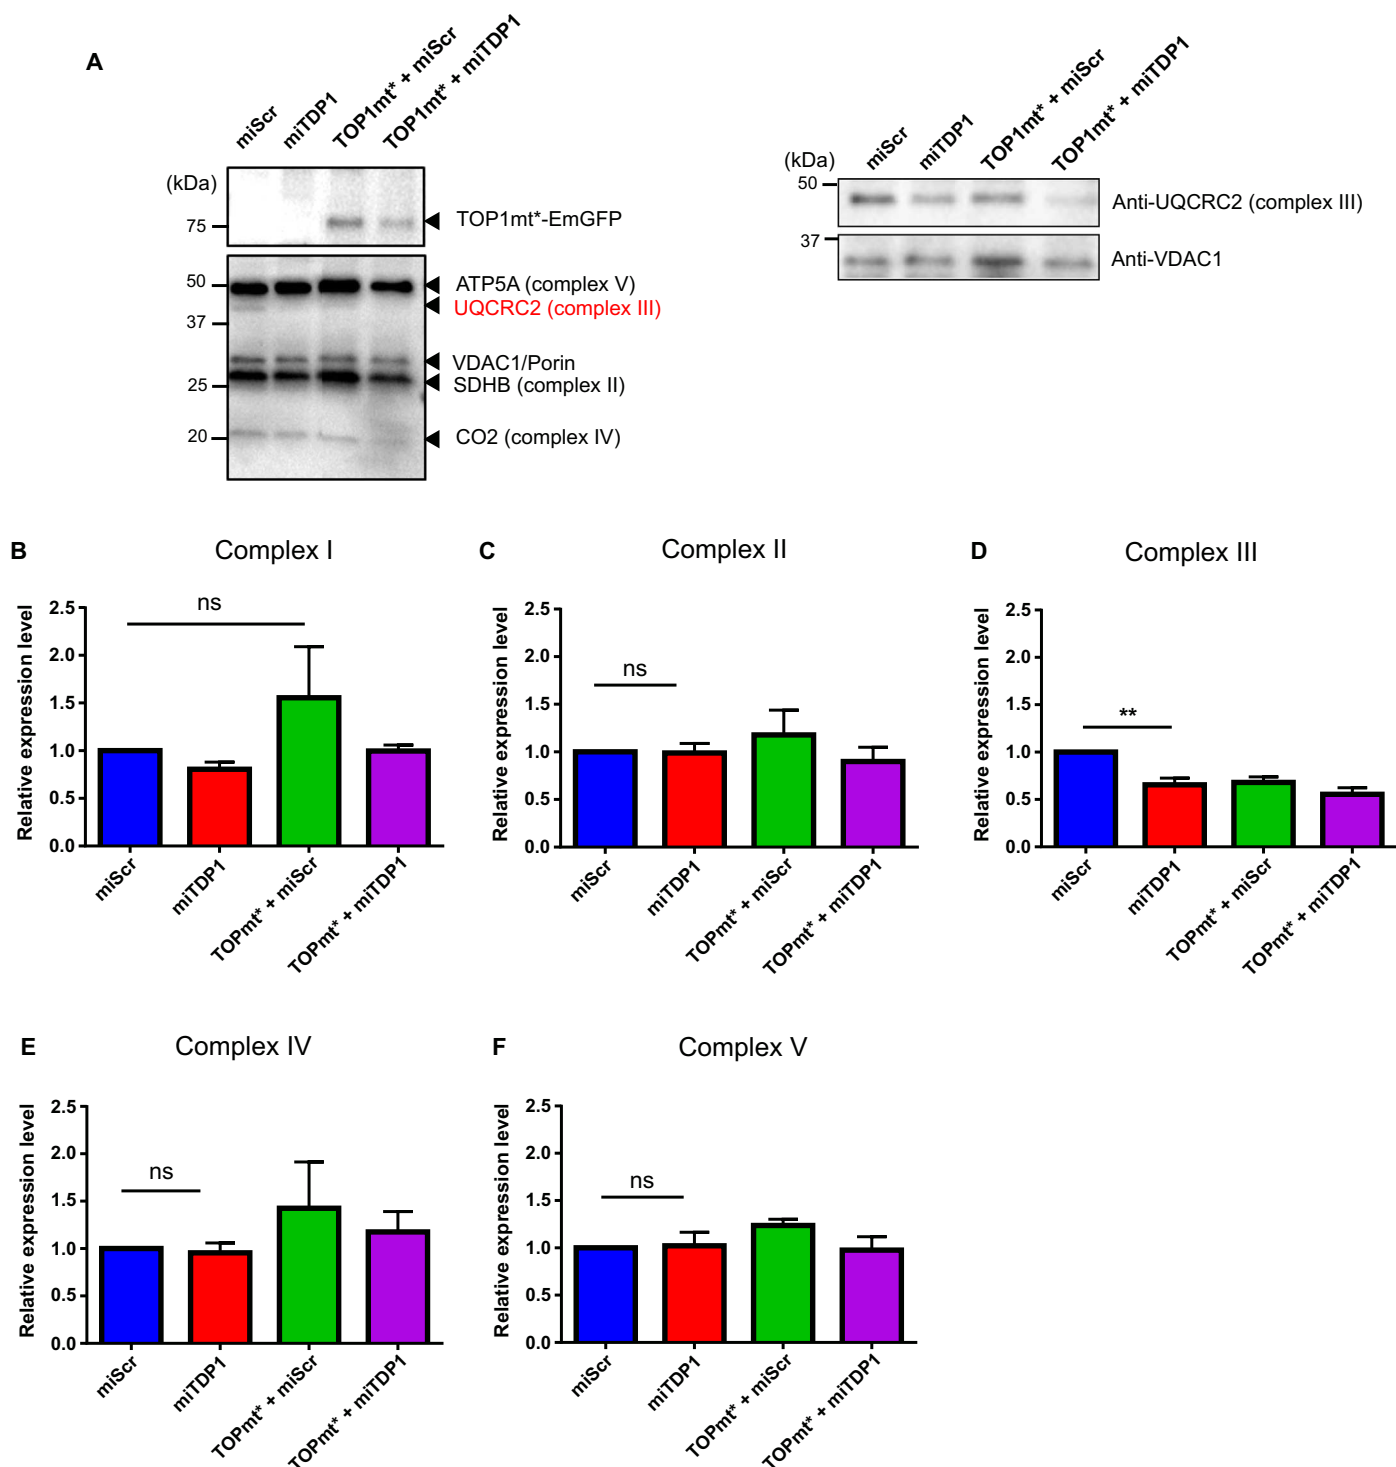 A
miScr
miTDP1
TOP1mt* + miScr
TOP1mt* + miTDP1
(kDa)
75
TOP1mt*-EmGFP
50
ATP5A (complex V)
UQCRC2 (complex III)
37
VDAC1/Porin
SDHB (complex II)
25
20
CO2 (complex IV)
miScr
miTDP1
TOP1mt* + miScr
TOP1mt* + miTDP1
(kDa)
50
Anti-UQCRC2 (complex III)
37
Anti-VDAC1
B
Complex I
Relative expression level
2.5
2.0
1.5
1.0
0.5
0.0
ns
miScr
miTDP1
TOPmt* + miScr
TOPmt* + miTDP1
C
Complex II
Relative expression level
2.5
2.0
1.5
1.0
0.5
0.0
ns
miScr
miTDP1
TOPmt* + miScr
TOPmt* + miTDP1
D
Complex III
Relative expression level
2.5
2.0
1.5
1.0
0.5
0.0
**
miScr
miTDP1
TOPmt* + miScr
TOPmt* + miTDP1
E
Complex IV
Relative expression level
2.5
2.0
1.5
1.0
0.5
0.0
ns
miScr
miTDP1
TOPmt* + miScr
TOPmt* + miTDP1
F
Complex V
Relative expression level
2.5
2.0
1.5
1.0
0.5
0.0
ns
miScr
miTDP1
TOPmt* + miScr
TOPmt* + miTDP1